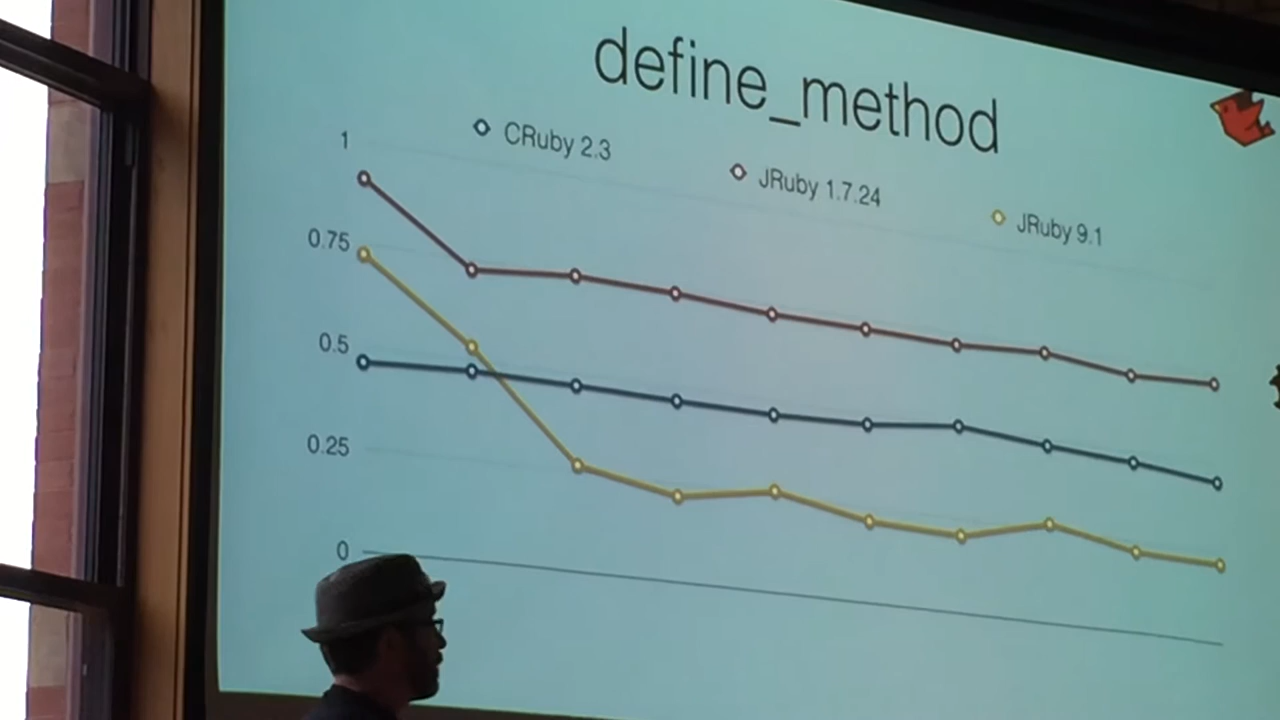 define_method
CRuby 2.3
JRuby 1.7.24
JRuby 9.1
1
0.75
0.5
0.25
0